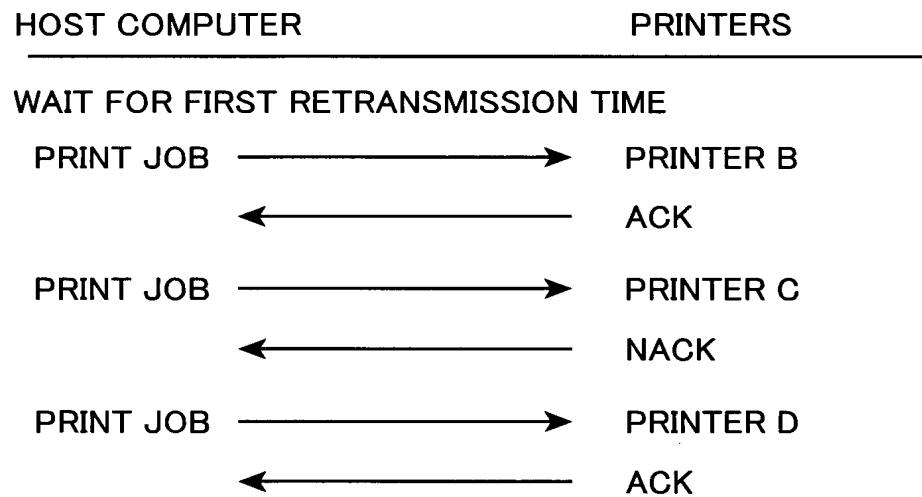 HOST COMPUTER PRINTERS
WAIT FOR FIRST RETRANSMISSION TIME
PRINT JOB PRINTER B
ACK
PRINT JOB PRINTER C
NACK
PRINT JOB PRINTER D
ACK